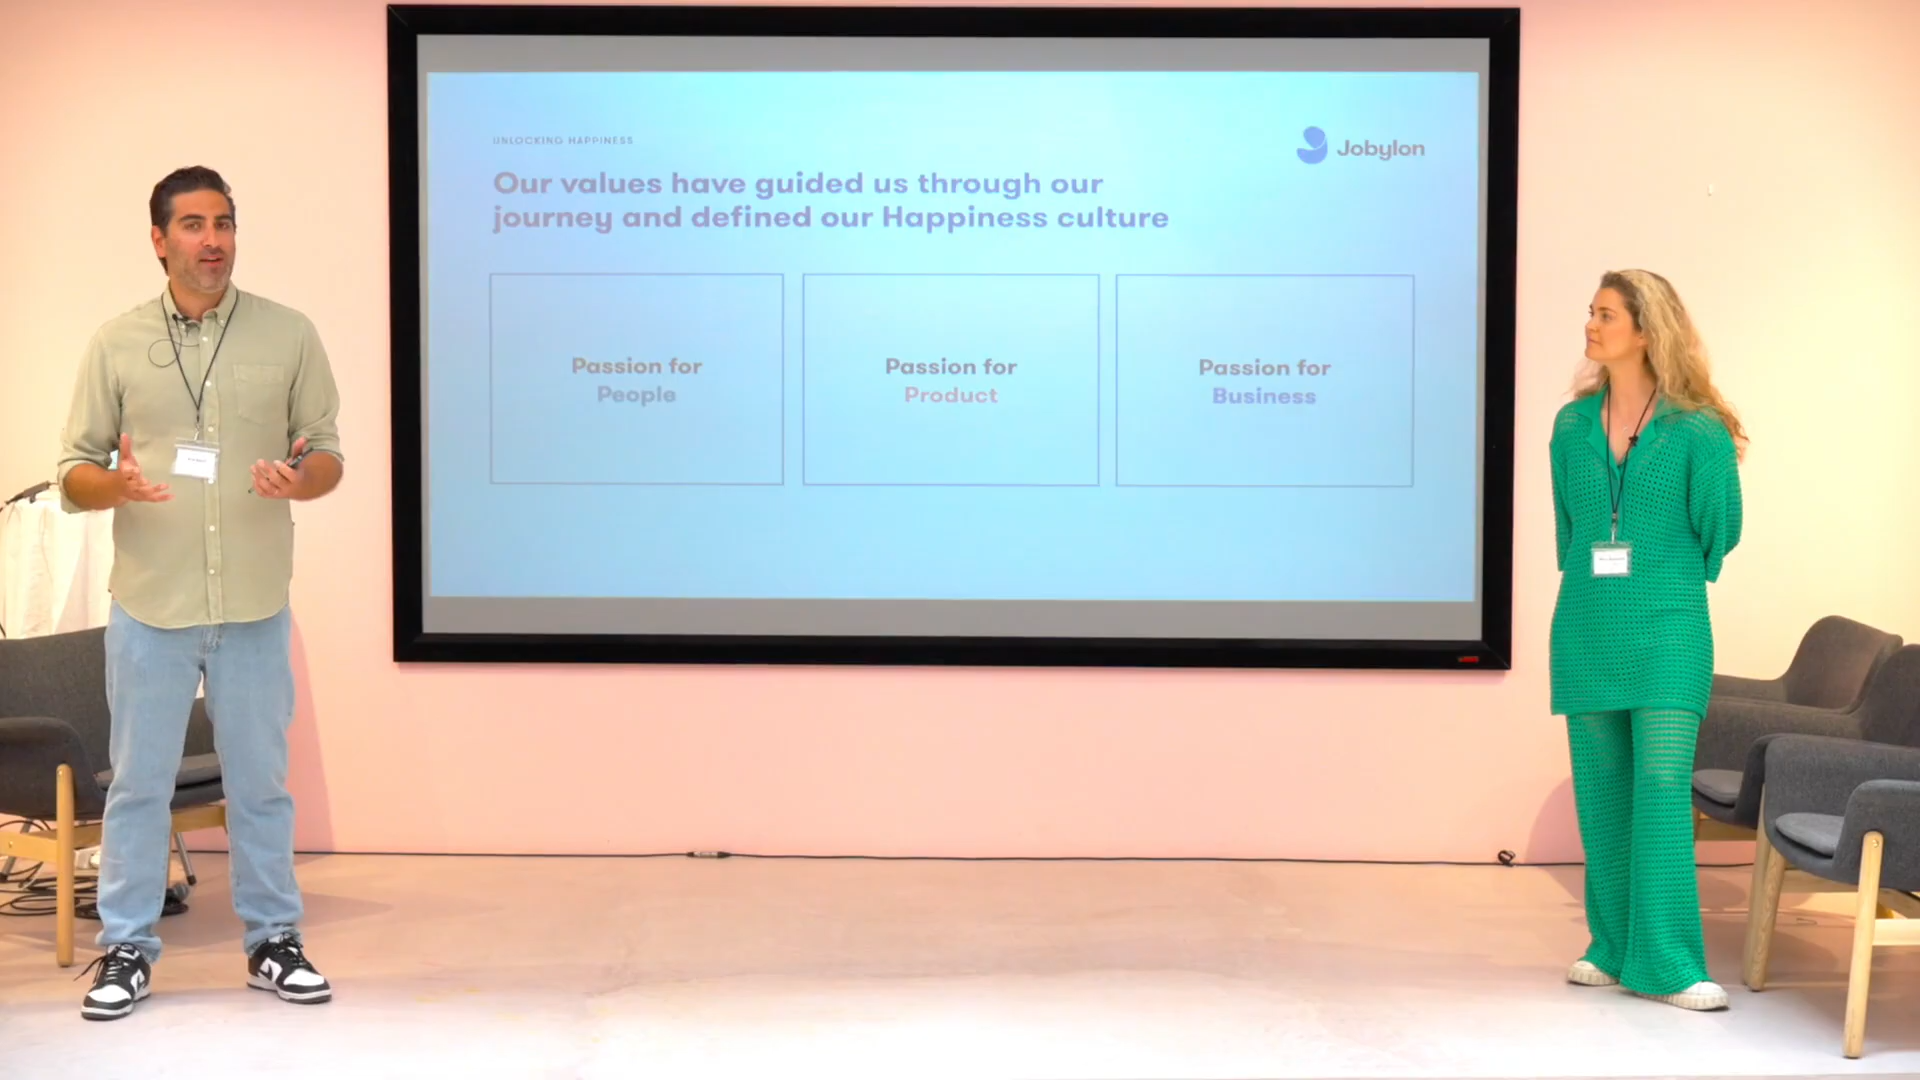 UNLOCKING HAPPINESS
Jobylon
Our values have guided us through our
journey and defined our Happiness culture
Passion for
People
Passion for
Product
Passion for
Business